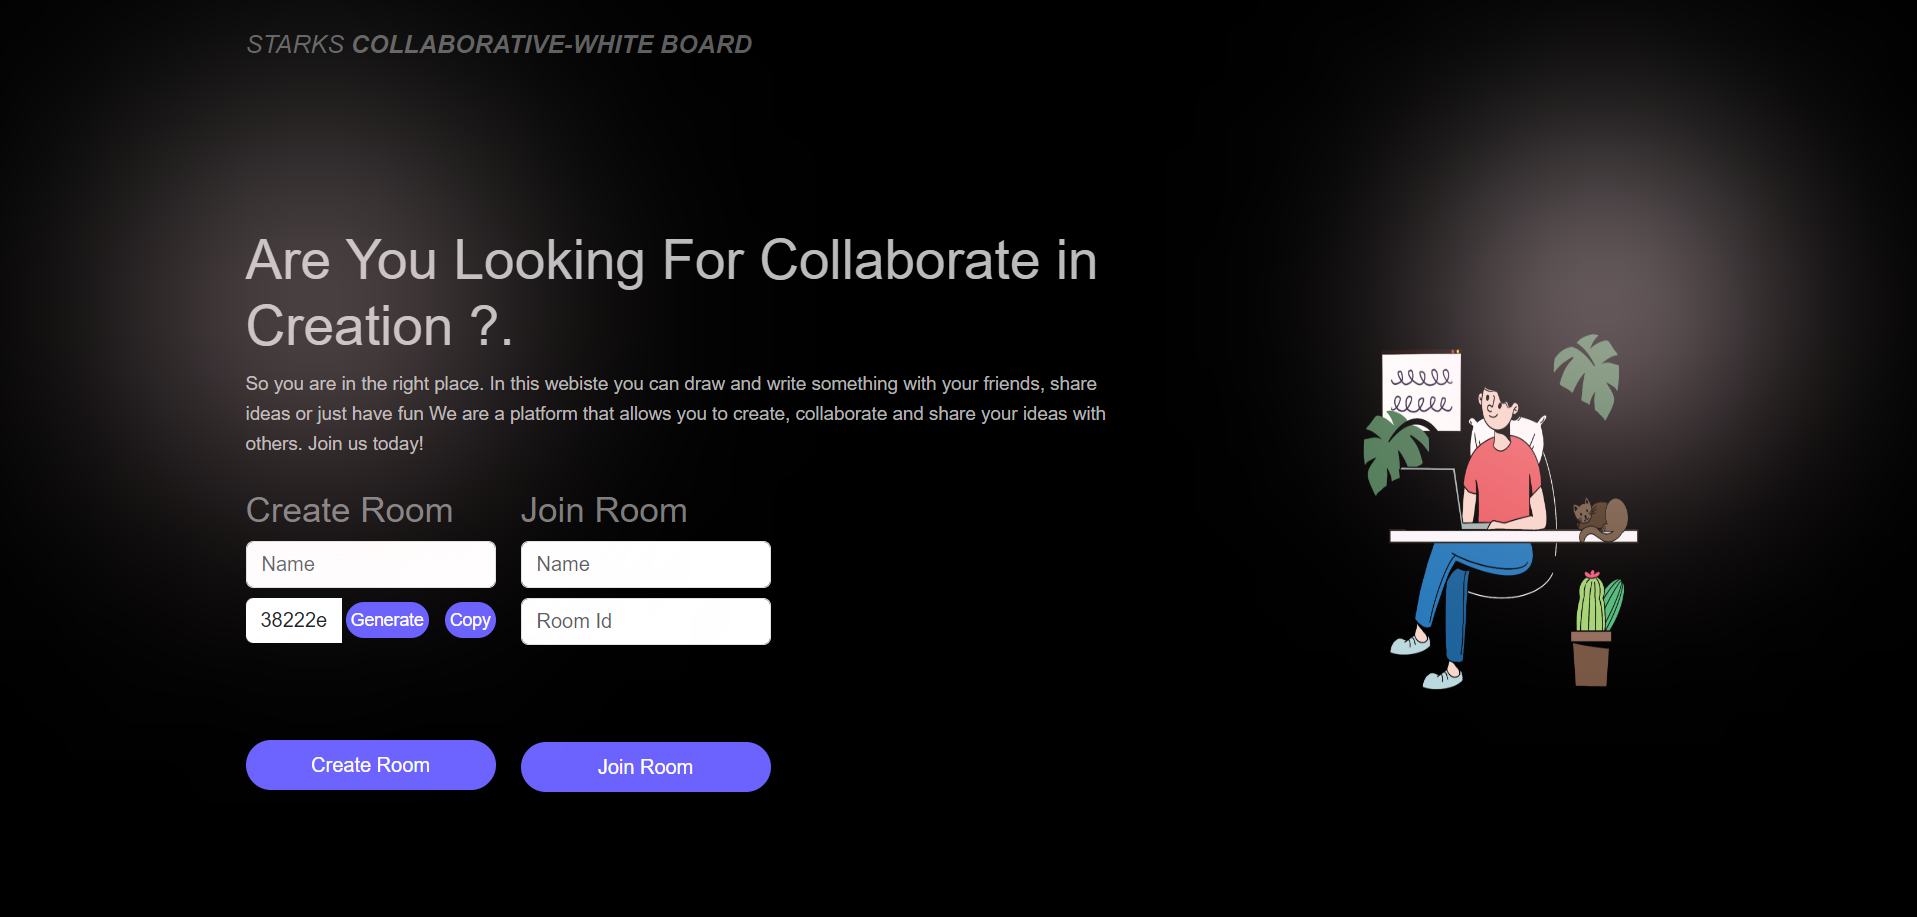 STARKS COLLABORATIVE-WHITE BOARD
Are You Looking For Collaborate in
Creation ?.
So you are in the right place. In this webiste you can draw and write something with your friends, share
ideas or just have fun We are a platform that allows you to create, collaborate and share your ideas with
others. Join us today!
Create Room
Name
38222e
Generate
Copy
Create Room
Join Room
Name
Room Id
Join Room